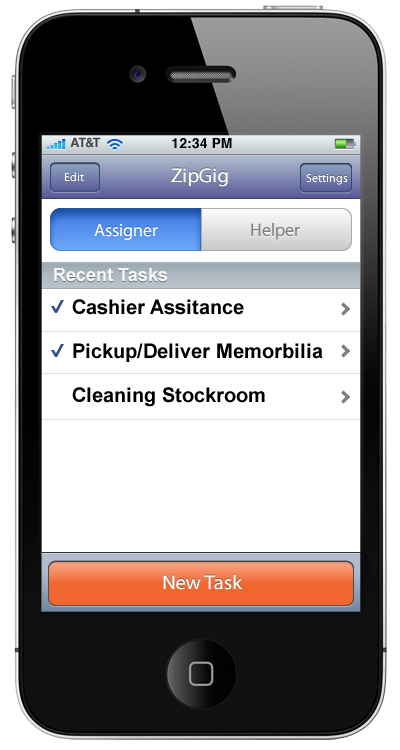 AT&T 12:34 PM
Edit ZipGig Settings
Assigner Helper
Recent Tasks
Cashier Assitance
Pickup/Deliver Memorbilia
Cleaning Stockroom
New Task